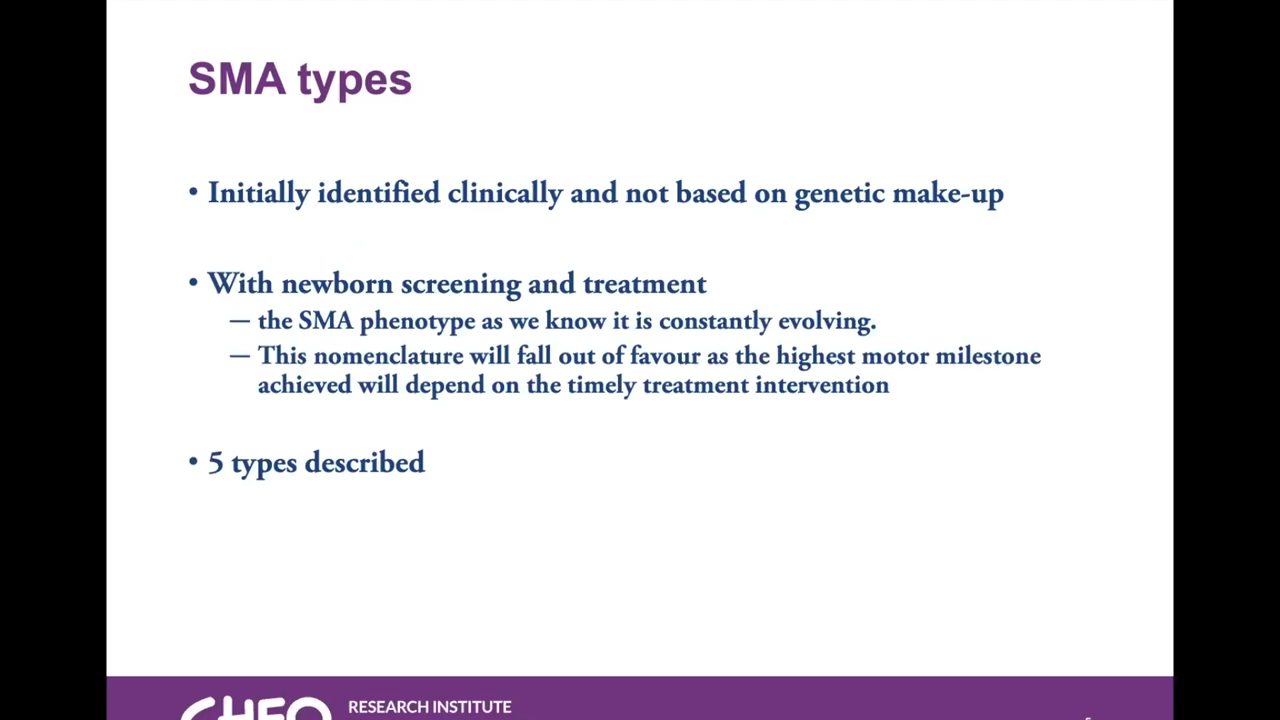 SMA types
• Initially identified clinically and not based on genetic make-up
• With newborn screening and treatment
— the SMA phenotype as we know it is constantly evolving.
— This nomenclature will fall out of favour as the highest motor milestone
achieved will depend on the timely treatment intervention
• 5 types described
CHEO RESEARCH INSTITUTE